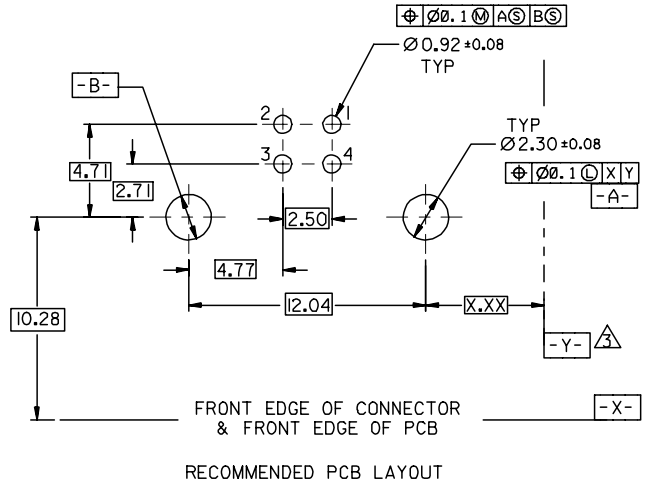 ⌖ Ø0.1 Ⓜ A Ⓢ B Ⓢ
Ø0.92 ±0.08
TYP
-B-
2
1
TYP
Ø2.30 ±0.08
3
4
4.71
2.71
⌖ Ø0.1 Ⓛ X Y
-A-
2.50
4.77
12.04
X.XX
10.28
-Y-
3
FRONT EDGE OF CONNECTOR
& FRONT EDGE OF PCB
-X-
RECOMMENDED PCB LAYOUT